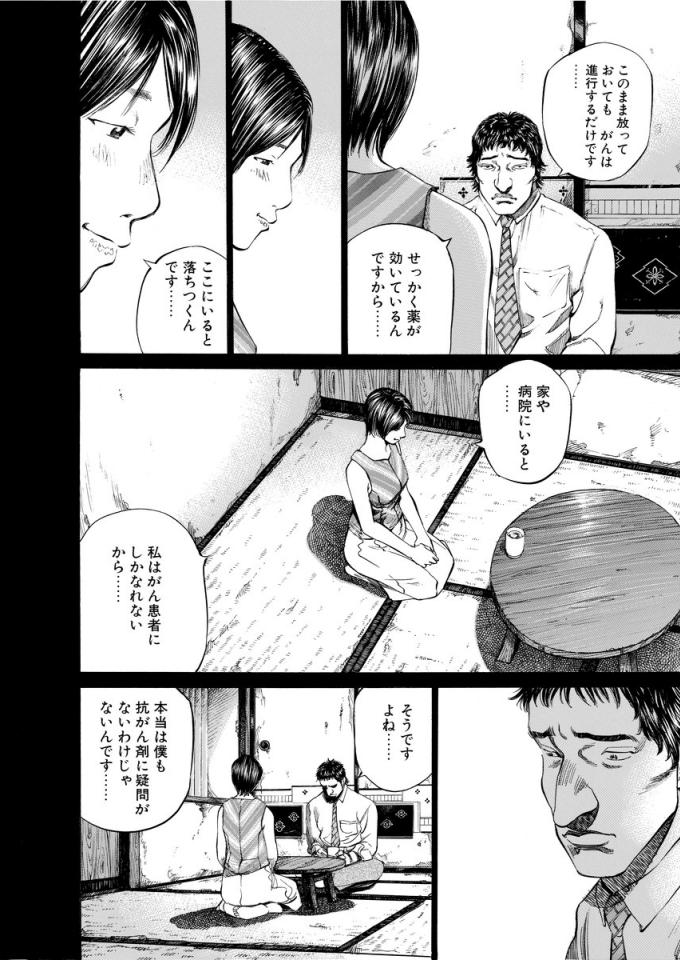 このまま放って
おいても がんは
進行するだけです
……
せっかく薬が
効いているん
ですから……
ここにいると
落ちつくん
です……
家や
病院にいると
……
私はがん患者に
しかなれない
から……
そうです
よね……
本当は僕も
抗がん剤に疑問が
ないわけじゃ
ないんです……